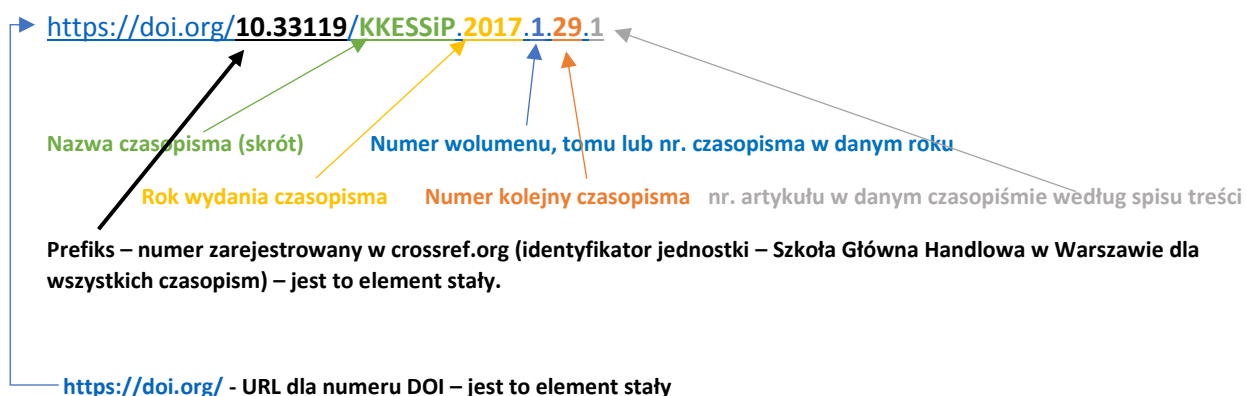 https://doi.org/10.33119/KKESSiP.2017.1.29.1
Nazwa czasopisma (skrót) Numer wolumenu, tomu lub nr. czasopisma w danym roku
Rok wydania czasopisma Numer kolejny czasopisma nr. artykułu w danym czasopiśmie według spisu treści
Prefiks – numer zarejestrowany w crossref.org (identyfikator jednostki – Szkoła Główna Handlowa w Warszawie dla
wszystkich czasopism) – jest to element stały.
https://doi.org/ - URL dla numeru DOI – jest to element stały